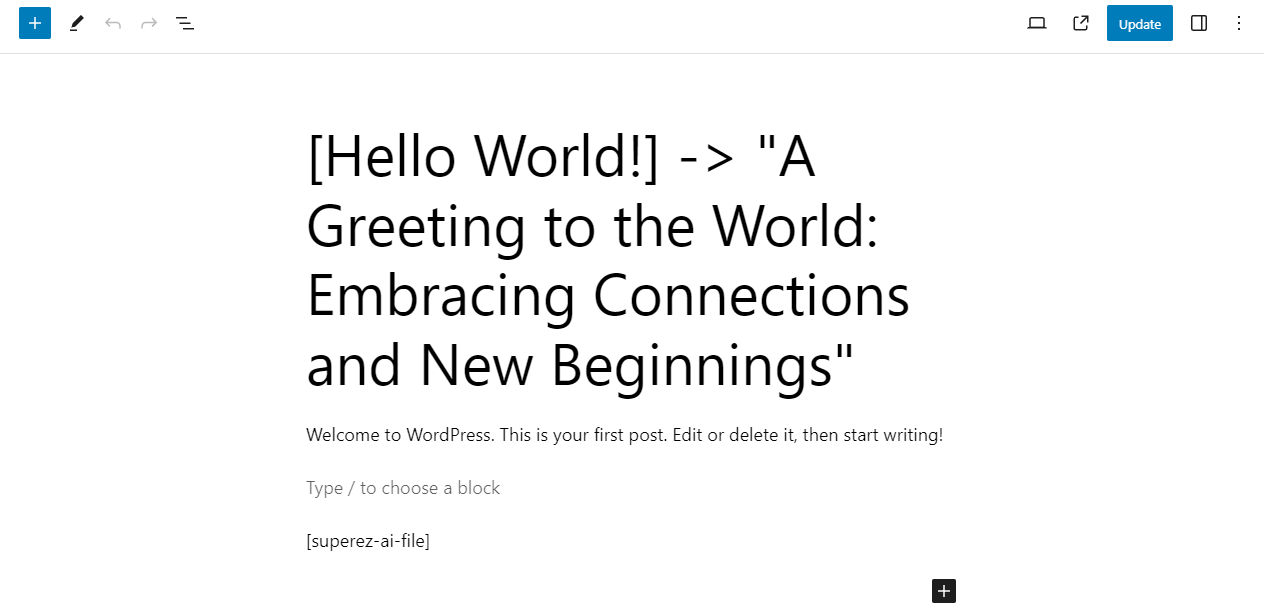 Update
[Hello World!] -> "A
Greeting to the World:
Embracing Connections
and New Beginnings"
Welcome to WordPress. This is your first post. Edit or delete it, then start writing!
Type / to choose a block
[superez-ai-file]